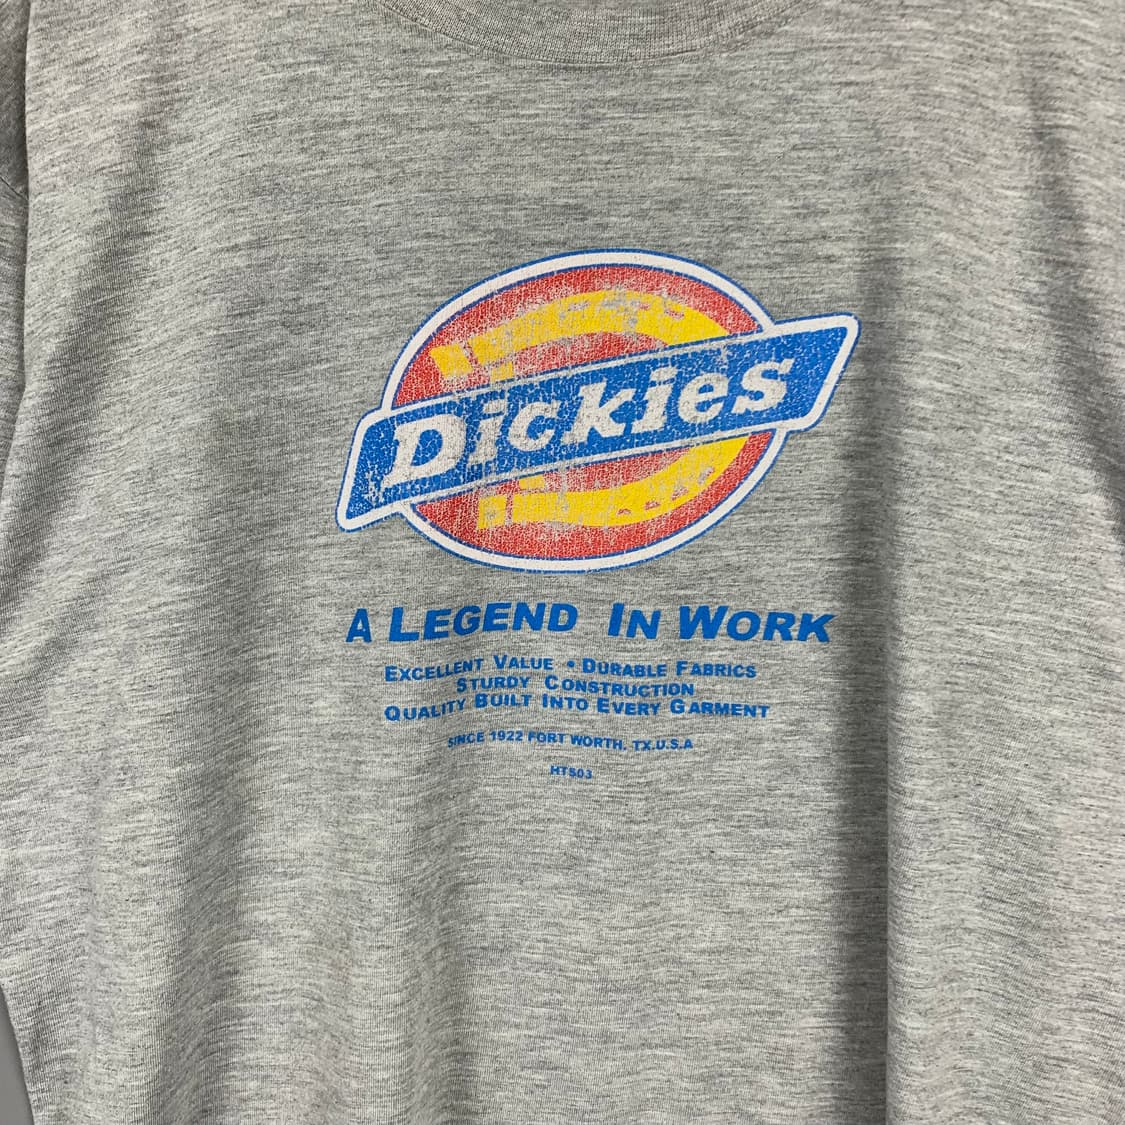 Dickies
A LEGEND IN WORK
EXCELLENT VALUE • DURABLE FABRICS
STURDY CONSTRUCTION
QUALITY BUILT INTO EVERY GARMENT
SINCE 1922 FORT WORTH, TX.U.S.A
HTS03